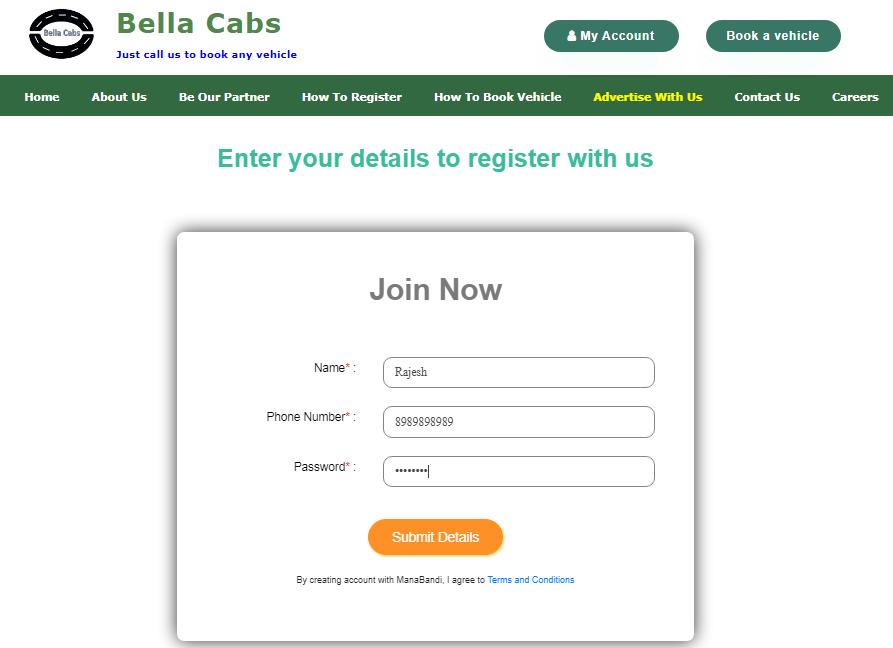 Bella Cabs
Bella Cabs
Just call us to book any vehicle
My Account
Book a vehicle
Home About Us Be Our Partner How To Register How To Book Vehicle Advertise With Us Contact Us Careers
Enter your details to register with us
Join Now
Name* : Rajesh
Phone Number* : 8989898989
Password* : ••••••••
Submit Details
By creating account with ManaBandi, I agree to Terms and Conditions